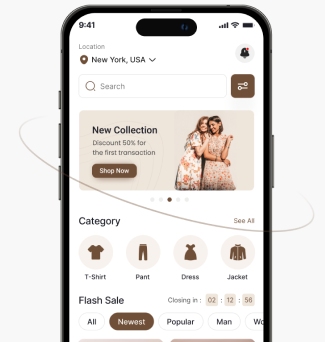 9:41
Location
New York, USA
Search
New Collection
Discount 50% for
the first transaction
Shop Now
Category
See All
T-Shirt
Pant
Dress
Jacket
Flash Sale
Closing in :
02 : 12 : 56
All
Newest
Popular
Man